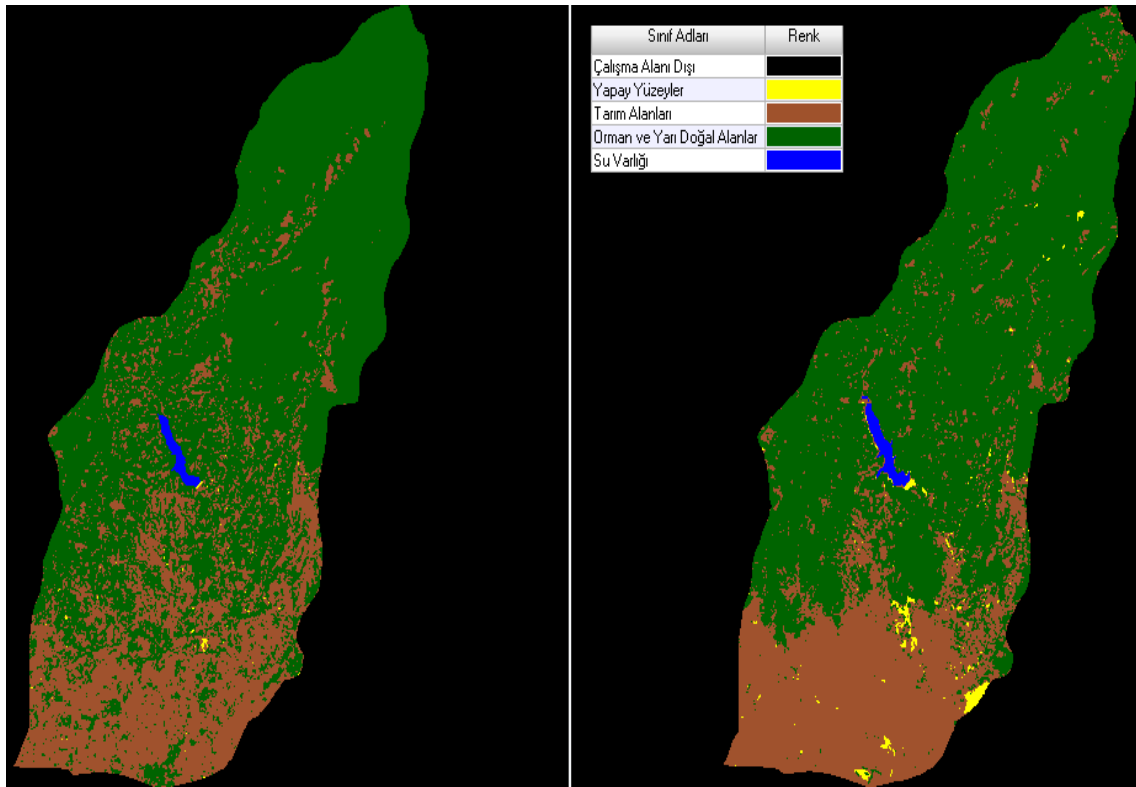 Sınıf Adları Renk
Çalışma Alanı Dışı
Yapay Yüzeyler
Tarım Alanları
Orman ve Yarı Doğal Alanlar
Su Varlığı